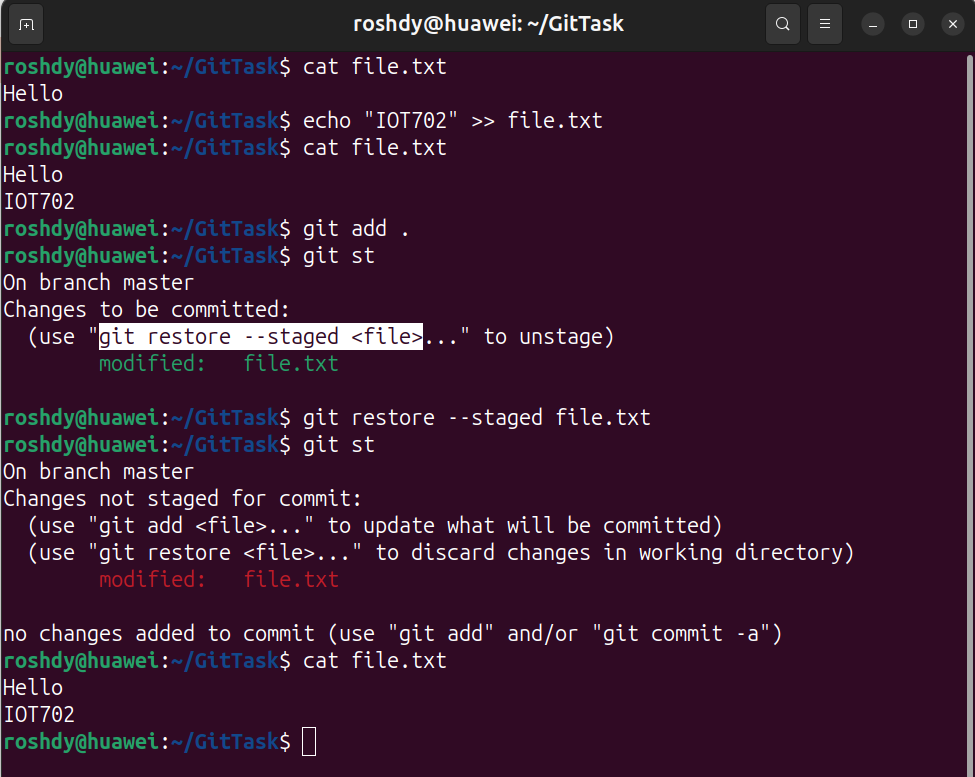 roshdy@huawei: ~/GitTask
roshdy@huawei:~/GitTask$ cat file.txt
Hello
roshdy@huawei:~/GitTask$ echo "IOT702" >> file.txt
roshdy@huawei:~/GitTask$ cat file.txt
Hello
IOT702
roshdy@huawei:~/GitTask$ git add .
roshdy@huawei:~/GitTask$ git st
On branch master
Changes to be committed:
  (use "git restore --staged <file>..." to unstage)
        modified:   file.txt

roshdy@huawei:~/GitTask$ git restore --staged file.txt
roshdy@huawei:~/GitTask$ git st
On branch master
Changes not staged for commit:
  (use "git add <file>..." to update what will be committed)
  (use "git restore <file>..." to discard changes in working directory)
        modified:   file.txt

no changes added to commit (use "git add" and/or "git commit -a")
roshdy@huawei:~/GitTask$ cat file.txt
Hello
IOT702
roshdy@huawei:~/GitTask$